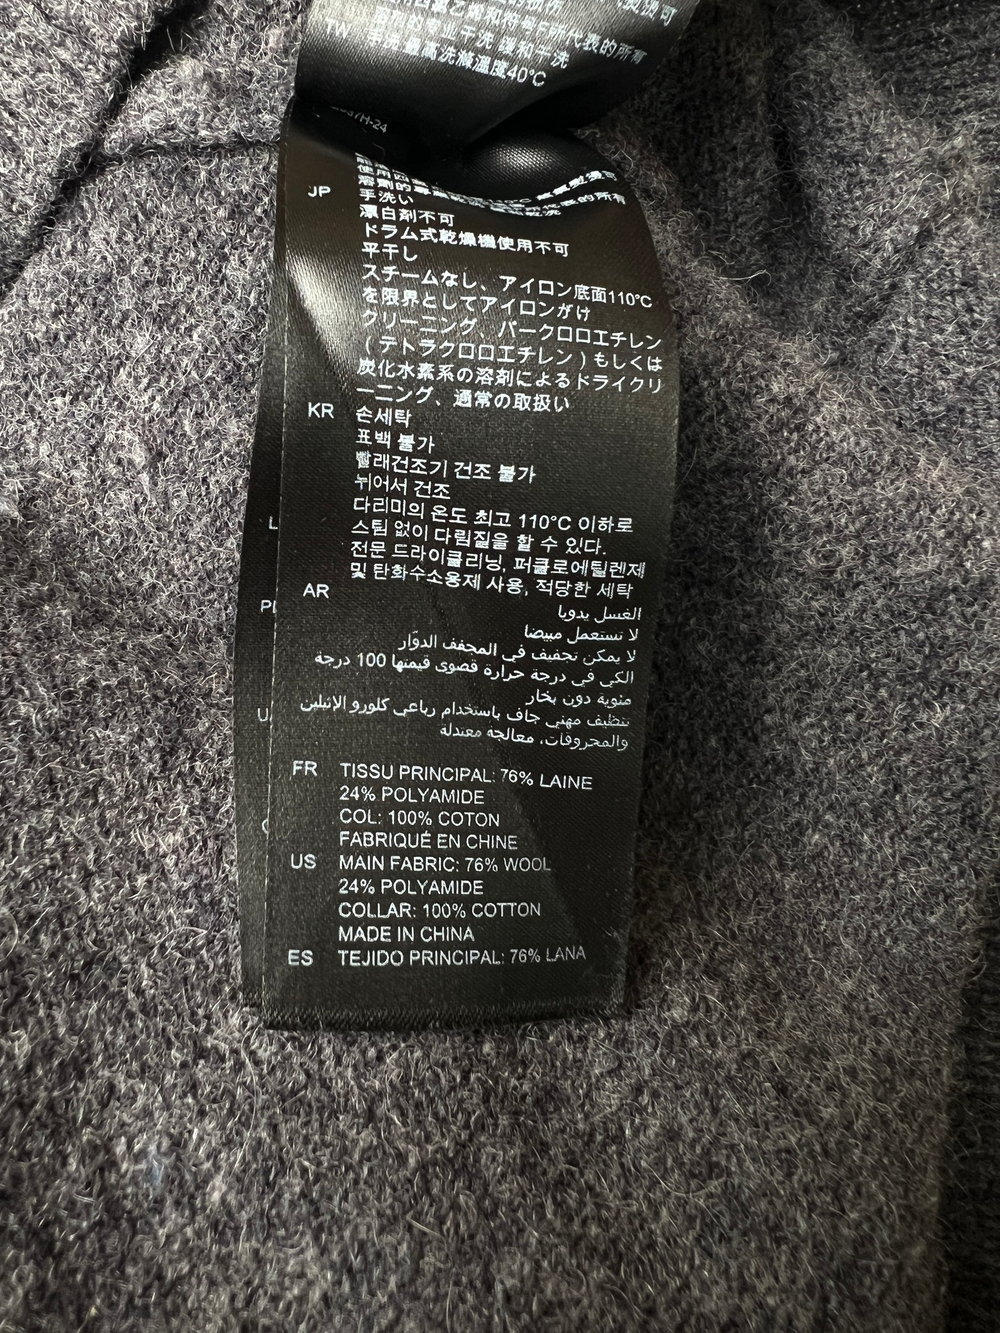 TW
溶剂的专业干洗 緩和干洗
手洗最高洗滌溫度40°C
JP
手洗い
漂白剤不可
ドラム式乾燥機使用不可
平干し
スチームなし、アイロン底面110°C
を限界としてアイロンがけ
クリーニング、パークロロエチレン
(テトラクロロエチレン)もしくは
炭化水素系の溶剤によるドライクリ
ーニング、通常の取扱い
KR 손세탁
표백 불가
빨래건조기 건조 불가
뉘어서 건조
다리미의 온도 최고 110°C 이하로
스팀 없이 다림질을 할 수 있다.
전문 드라이클리닝, 퍼클로에틸렌제
및 탄화수소용제 사용, 적당한 세탁
AR
الغسل يدويا
لا تستعمل مبيضا
لا يمكن تجفيف في المجفف الدوّار
الكي في درجة حرارة قصوى قيمتها 100 درجة
مئوية دون بخار
تنظيف مهني جاف باستخدام رباعي كلورو الإثيلين
والمحروقات، معالجة معتدلة
FR TISSU PRINCIPAL: 76% LAINE
24% POLYAMIDE
COL: 100% COTON
FABRIQUÉ EN CHINE
US MAIN FABRIC: 76% WOOL
24% POLYAMIDE
COLLAR: 100% COTTON
MADE IN CHINA
ES TEJIDO PRINCIPAL: 76% LANA